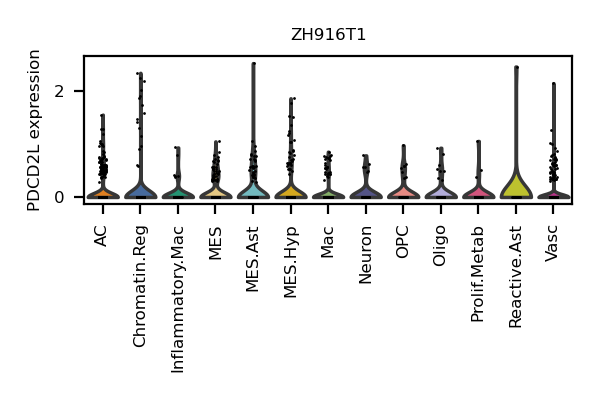 ZH916T1
PDCD2L expression
2
0
AC
Chromatin.Reg
Inflammatory.Mac
MES
MES.Ast
MES.Hyp
Mac
Neuron
OPC
Oligo
Prolif.Metab
Reactive.Ast
Vasc